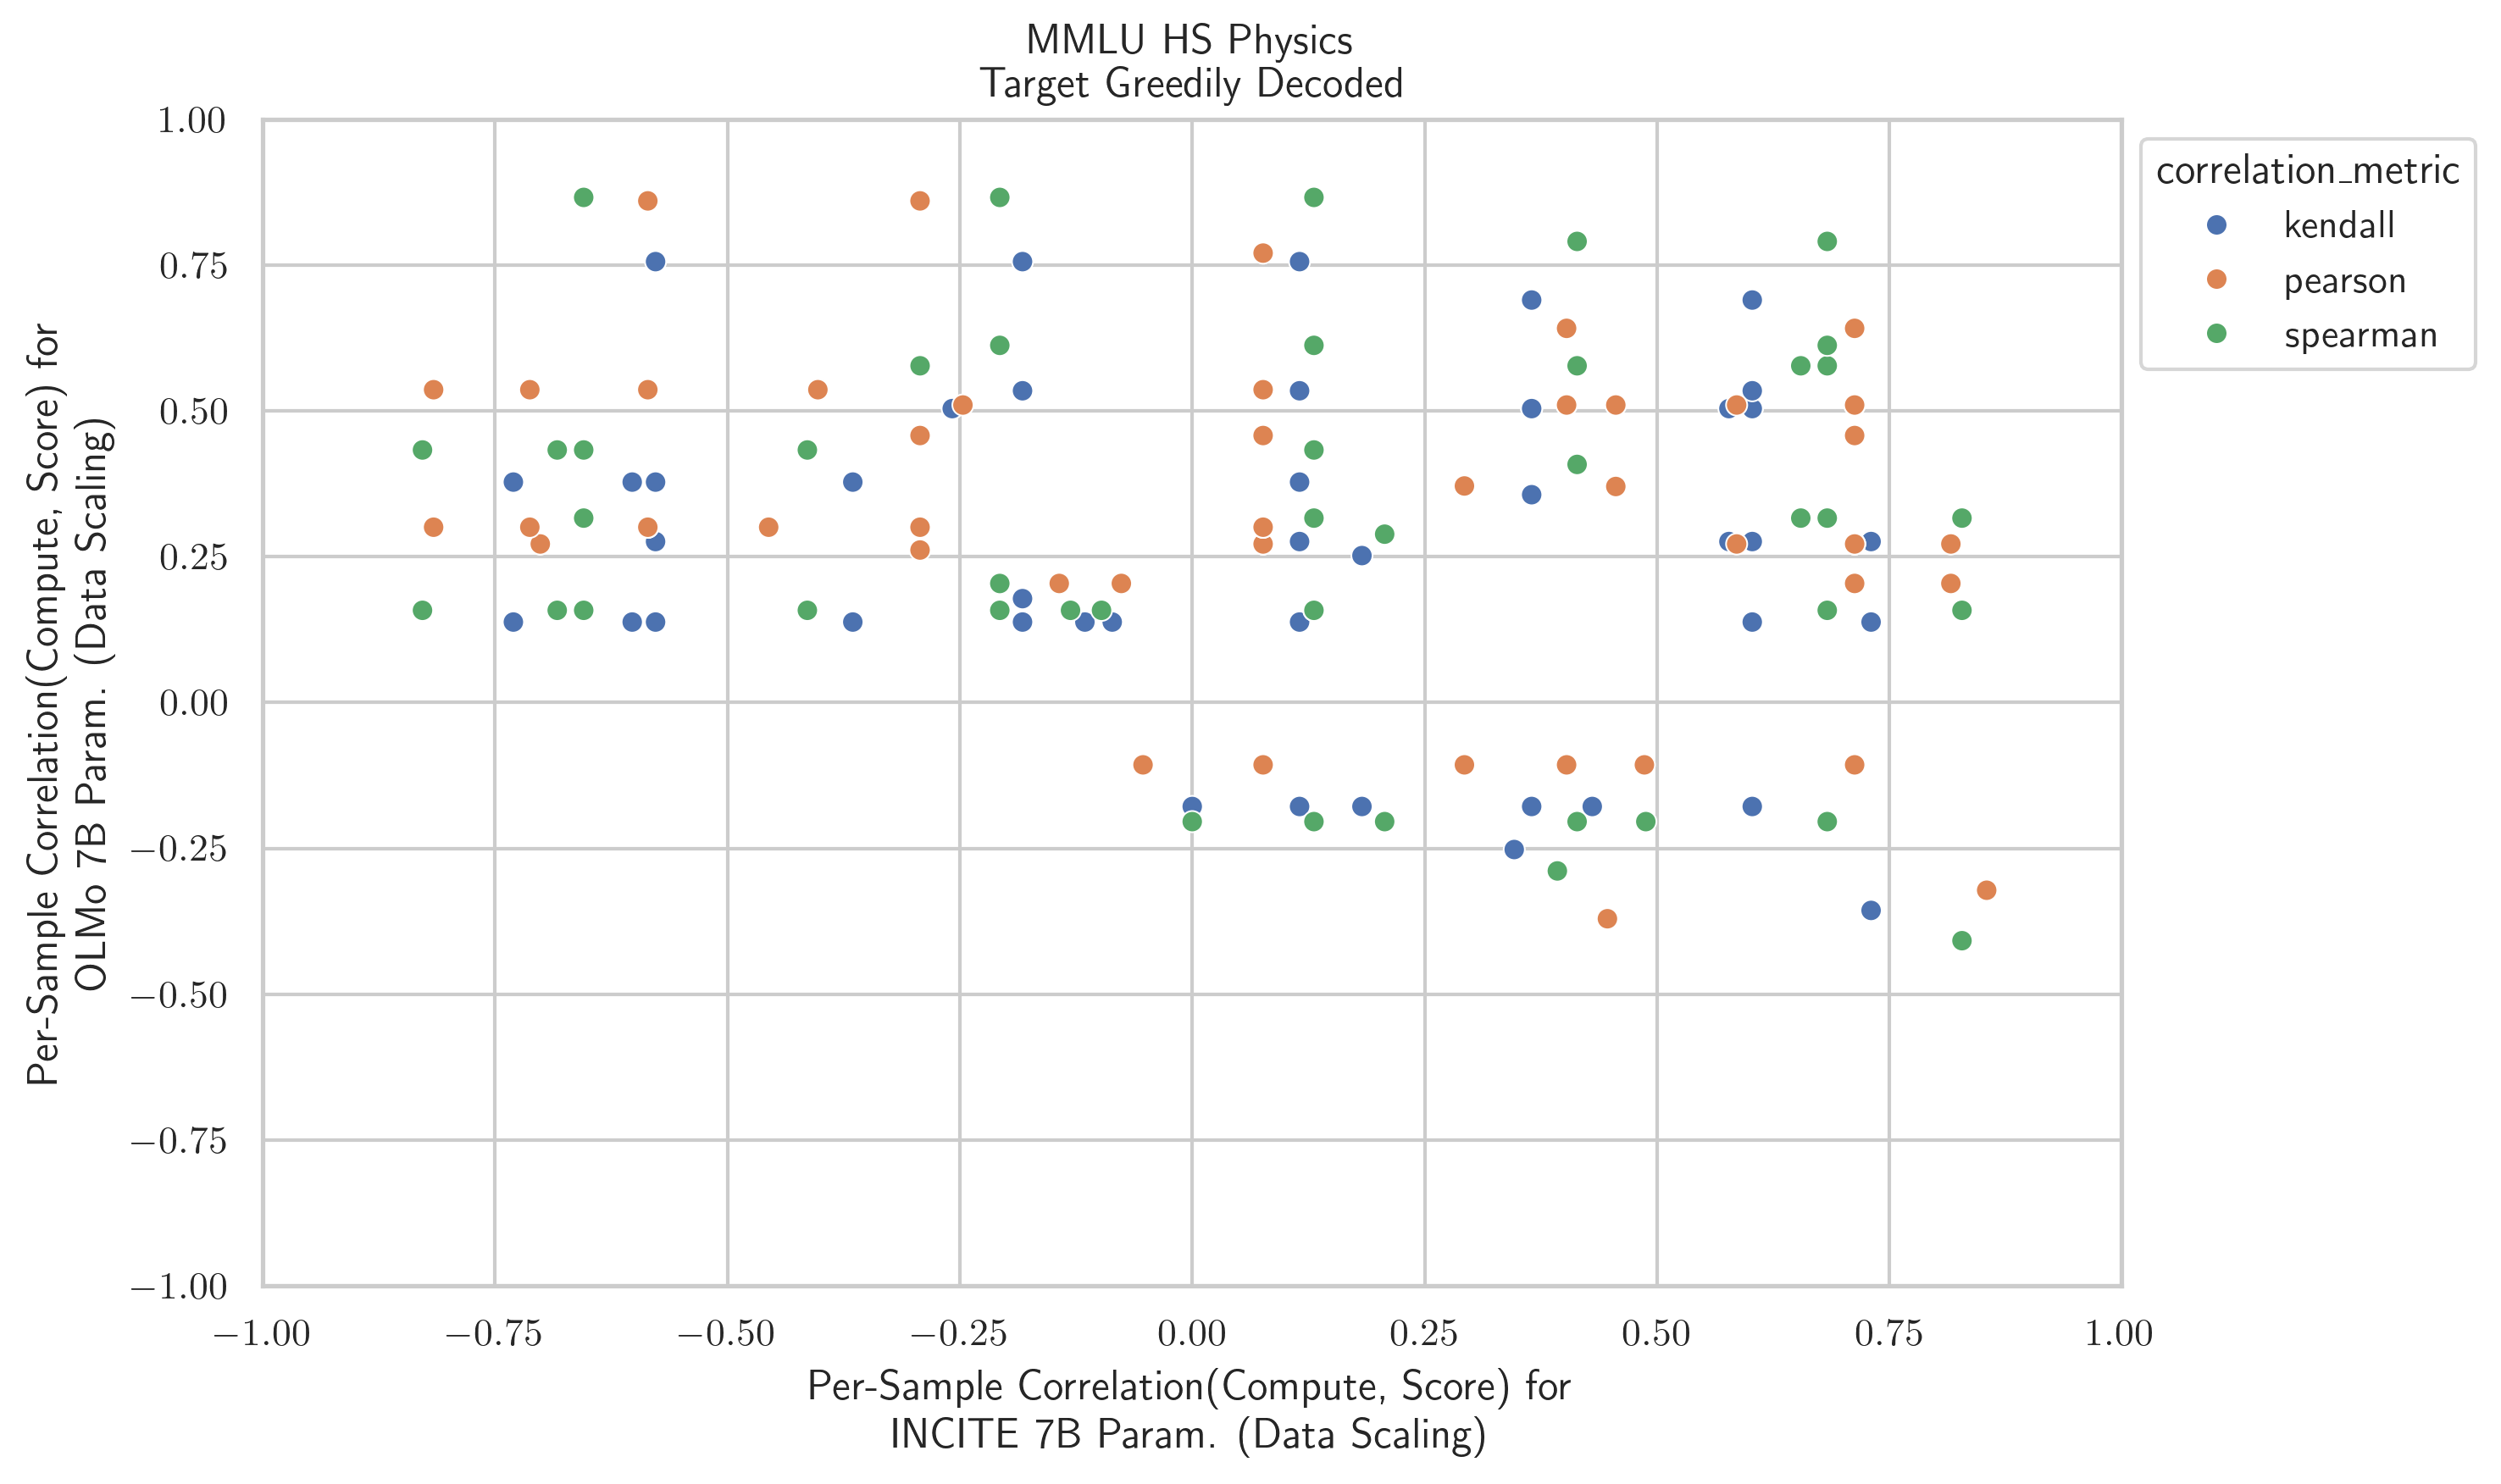 MMLU HS Physics
Target Greedily Decoded
Per-Sample Correlation(Compute, Score) for
OLMo 7B Param. (Data Scaling)
1.00
0.75
0.50
0.25
0.00
−0.25
−0.50
−0.75
−1.00
−1.00
−0.75
−0.50
−0.25
0.00
0.25
0.50
0.75
1.00
Per-Sample Correlation(Compute, Score) for
INCITE 7B Param. (Data Scaling)
correlation_metric
kendall
pearson
spearman